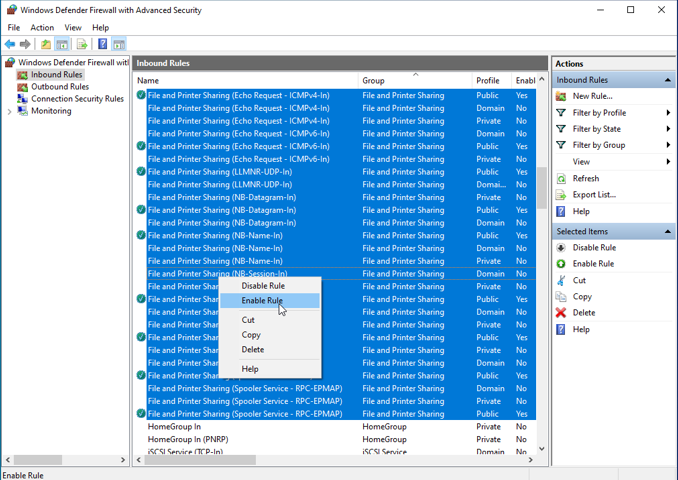 Windows Defender Firewall with Advanced Security
File Action View Help
Windows Defender Firewall wit
Inbound Rules
Outbound Rules
Connection Security Rules
Monitoring
Inbound Rules
Name Group Profile Enabl
File and Printer Sharing (Echo Request - ICMPv4-In) File and Printer Sharing Public Yes
File and Printer Sharing (Echo Request - ICMPv4-In) File and Printer Sharing Domain No
File and Printer Sharing (Echo Request - ICMPv4-In) File and Printer Sharing Private No
File and Printer Sharing (Echo Request - ICMPv6-In) File and Printer Sharing Domain No
File and Printer Sharing (Echo Request - ICMPv6-In) File and Printer Sharing Public Yes
File and Printer Sharing (Echo Request - ICMPv6-In) File and Printer Sharing Private No
File and Printer Sharing (LLMNR-UDP-In) File and Printer Sharing Public Yes
File and Printer Sharing (LLMNR-UDP-In) File and Printer Sharing Domai... No
File and Printer Sharing (NB-Datagram-In) File and Printer Sharing Private No
File and Printer Sharing (NB-Datagram-In) File and Printer Sharing Public Yes
File and Printer Sharing (NB-Datagram-In) File and Printer Sharing Domain No
File and Printer Sharing (NB-Name-In) File and Printer Sharing Public Yes
File and Printer Sharing (NB-Name-In) File and Printer Sharing Domain No
File and Printer Sharing (NB-Name-In) File and Printer Sharing Private No
File and Printer Sharing (NB-Session-In) File and Printer Sharing Domain No
File and Printer Shar File and Printer Sharing Private No
File and Printer Shar File and Printer Sharing Public Yes
File and Printer Shar File and Printer Sharing Domain No
File and Printer Shar File and Printer Sharing Private No
File and Printer Shar File and Printer Sharing Public Yes
File and Printer Shar File and Printer Sharing Private No
File and Printer Shar File and Printer Sharing Domain No
File and Printer Shar File and Printer Sharing Public Yes
File and Printer Sharing (Spooler Service - RPC-EPMAP) File and Printer Sharing Domain No
File and Printer Sharing (Spooler Service - RPC-EPMAP) File and Printer Sharing Private No
File and Printer Sharing (Spooler Service - RPC-EPMAP) File and Printer Sharing Public Yes
HomeGroup In HomeGroup Private No
HomeGroup In (PNRP) HomeGroup Private No
iSCSI Service (TCP-In) iSCSI Service Domain No
Disable Rule
Enable Rule
Cut
Copy
Delete
Help
Actions
Inbound Rules
New Rule...
Filter by Profile
Filter by State
Filter by Group
View
Refresh
Export List...
Help
Selected Items
Disable Rule
Enable Rule
Cut
Copy
Delete
Help
Enable Rule